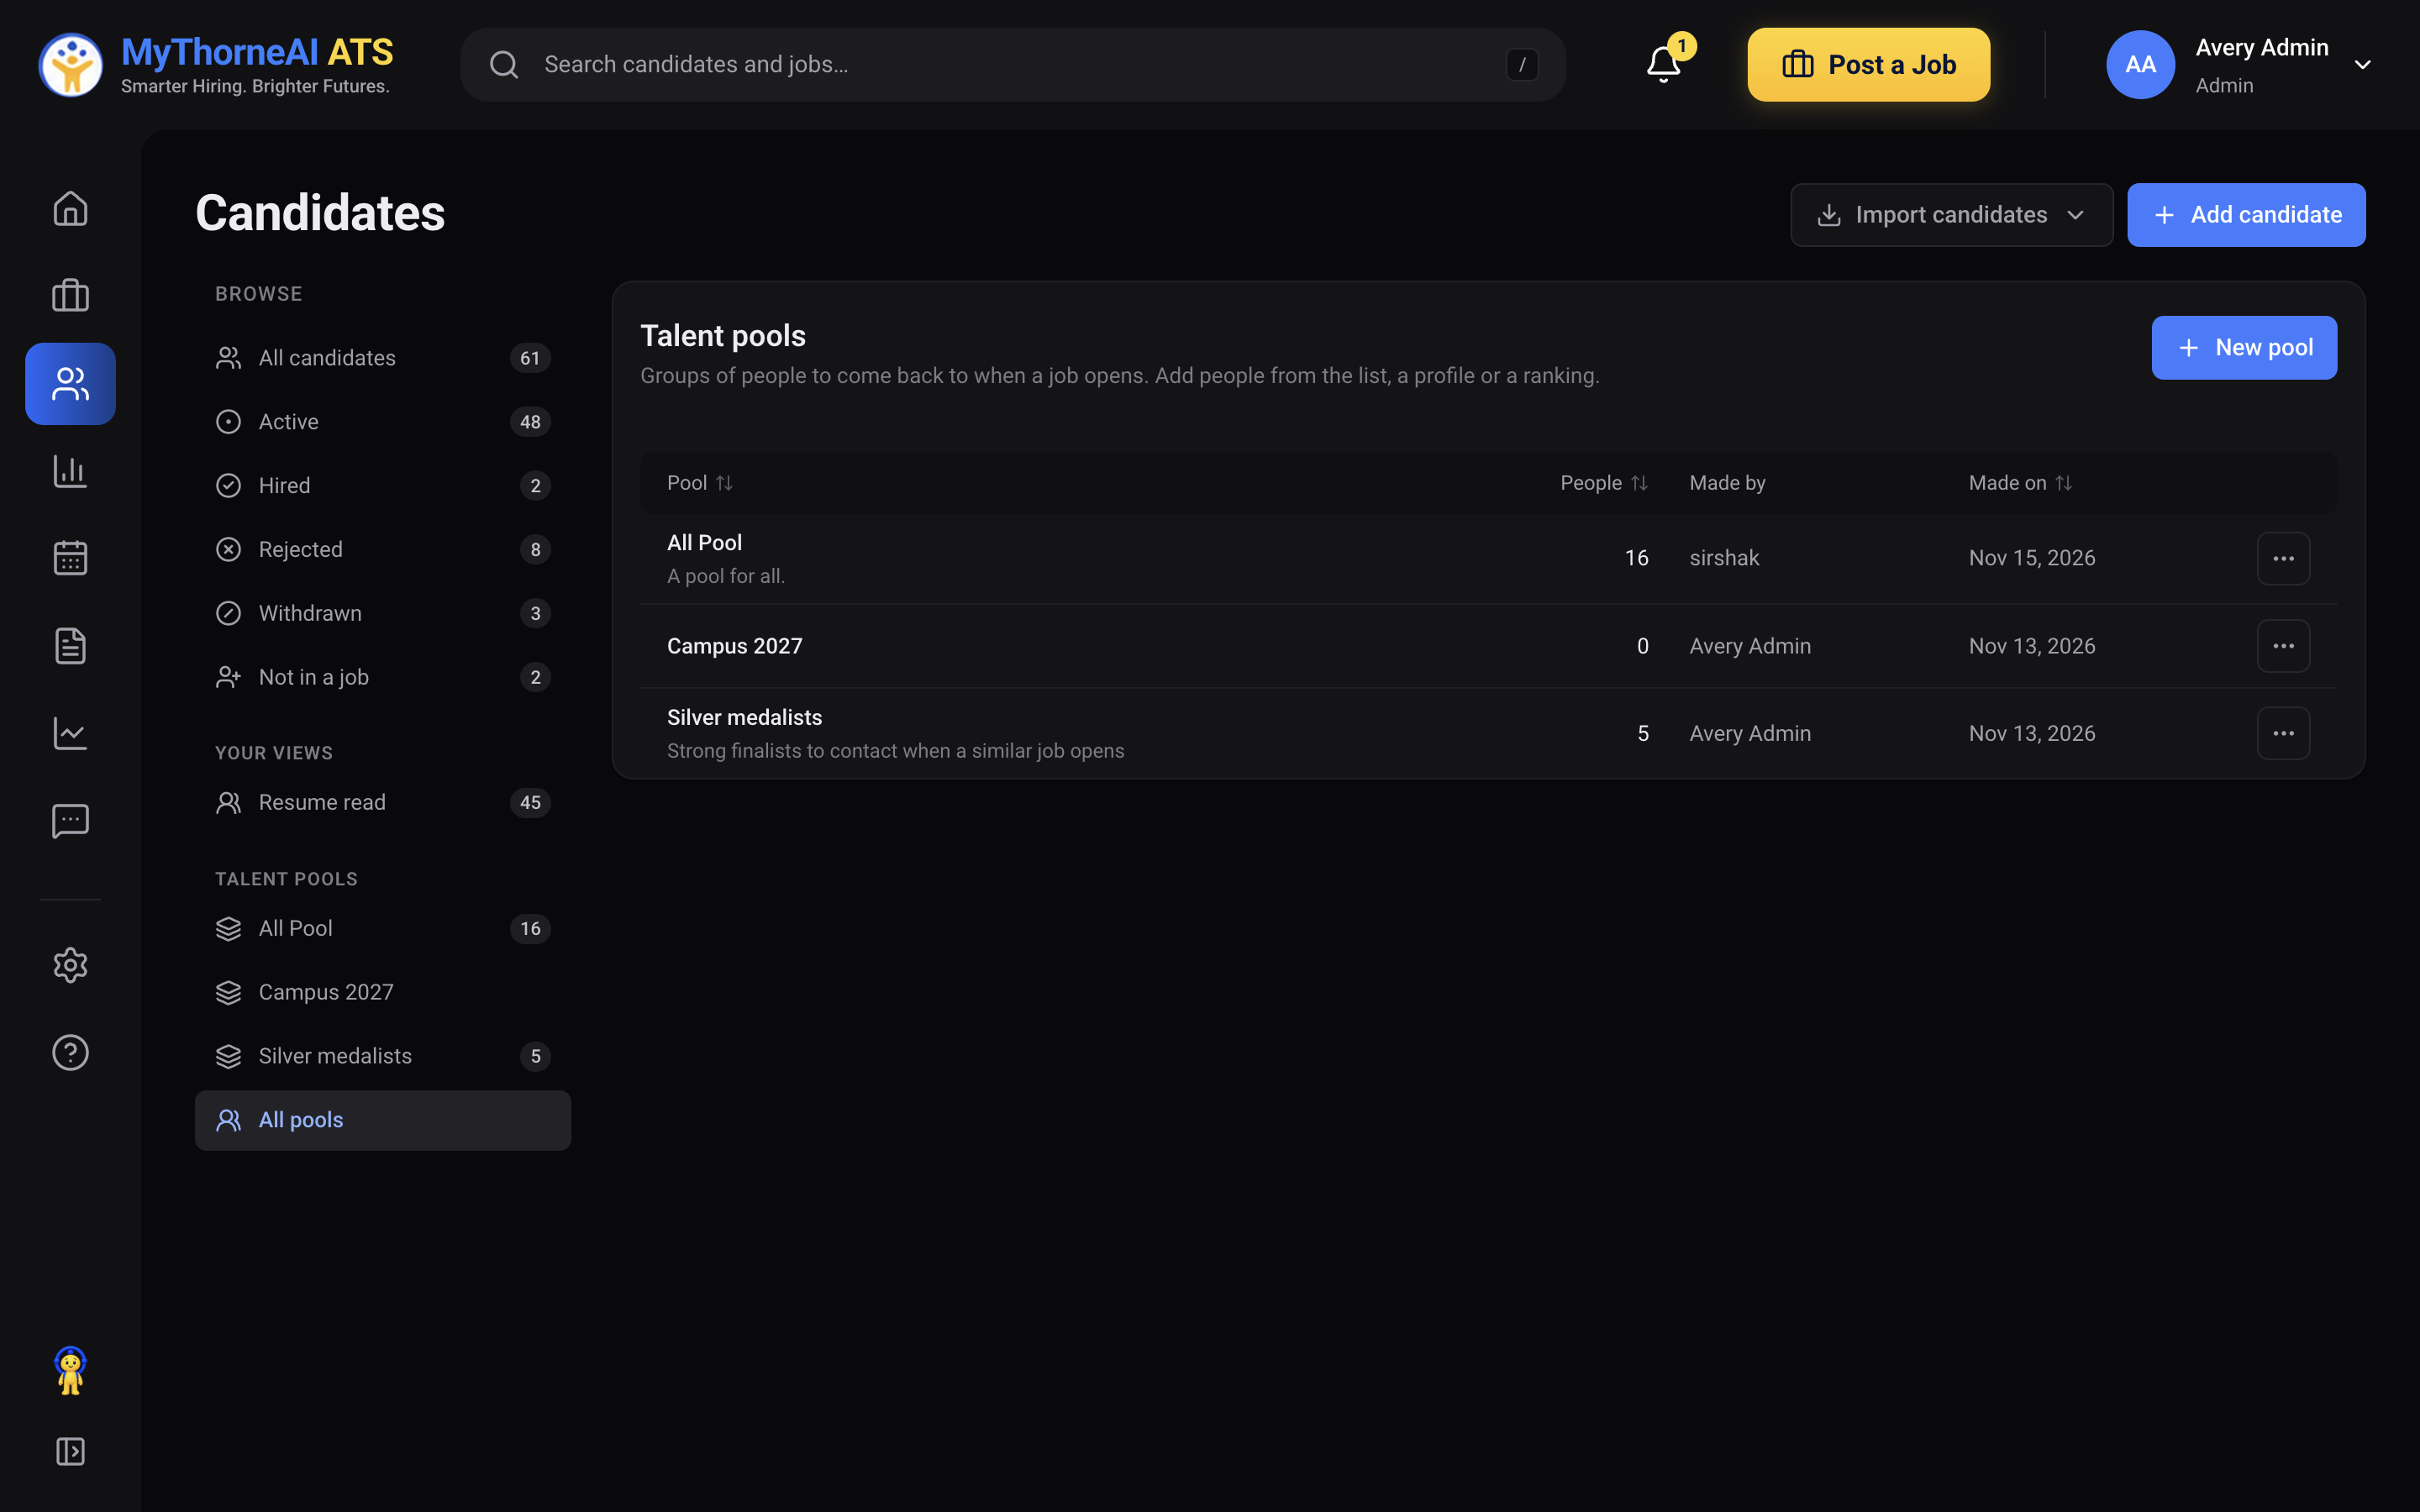 MyThorneAI ATS
Smarter Hiring. Brighter Futures.
Search candidates and jobs...
/
1
Post a Job
AA
Avery Admin
Admin
Candidates
Import candidates
Add candidate
BROWSE
All candidates 61
Active 48
Hired 2
Rejected 8
Withdrawn 3
Not in a job 2
YOUR VIEWS
Resume read 45
TALENT POOLS
All Pool 16
Campus 2027
Silver medalists 5
All pools
Talent pools
Groups of people to come back to when a job opens. Add people from the list, a profile or a ranking.
New pool
Pool People Made by Made on
All Pool 16 sirshak Nov 15, 2026
A pool for all.
Campus 2027 0 Avery Admin Nov 13, 2026
Silver medalists 5 Avery Admin Nov 13, 2026
Strong finalists to contact when a similar job opens